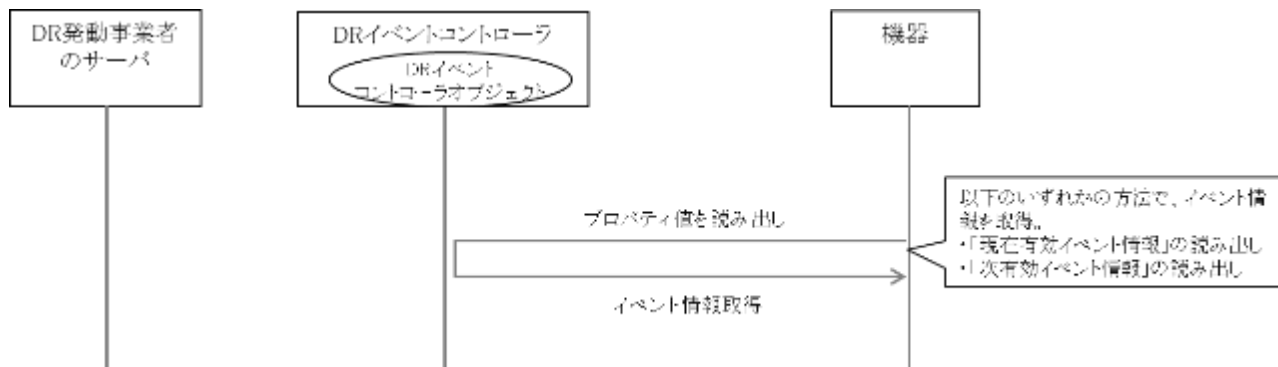 DR発動事業者
のサーバ
DRイベントコントローラ
DRイベント
コントローラオブジェクト
機器
プロパティ値を読み出し
イベント情報取得
以下のいずれかの方法で、イベント情
報を取得。
・「現在有効イベント情報」の読み出し
・「次有効イベント情報」の読み出し